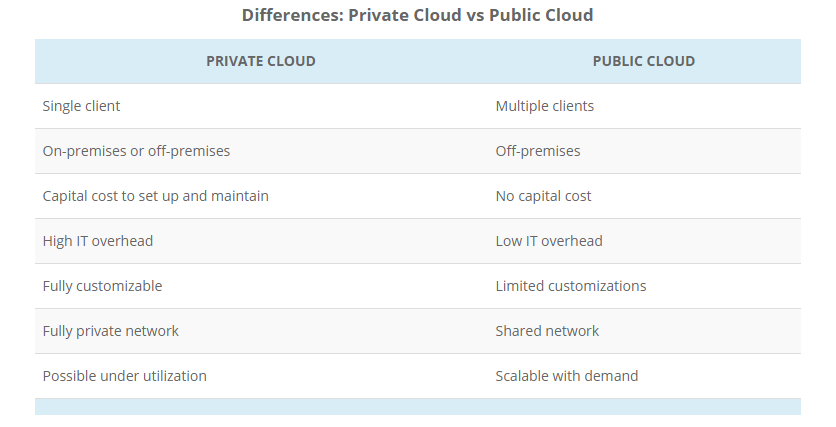 Differences: Private Cloud vs Public Cloud
PRIVATE CLOUD PUBLIC CLOUD
Single client Multiple clients
On-premises or off-premises Off-premises
Capital cost to set up and maintain No capital cost
High IT overhead Low IT overhead
Fully customizable Limited customizations
Fully private network Shared network
Possible under utilization Scalable with demand